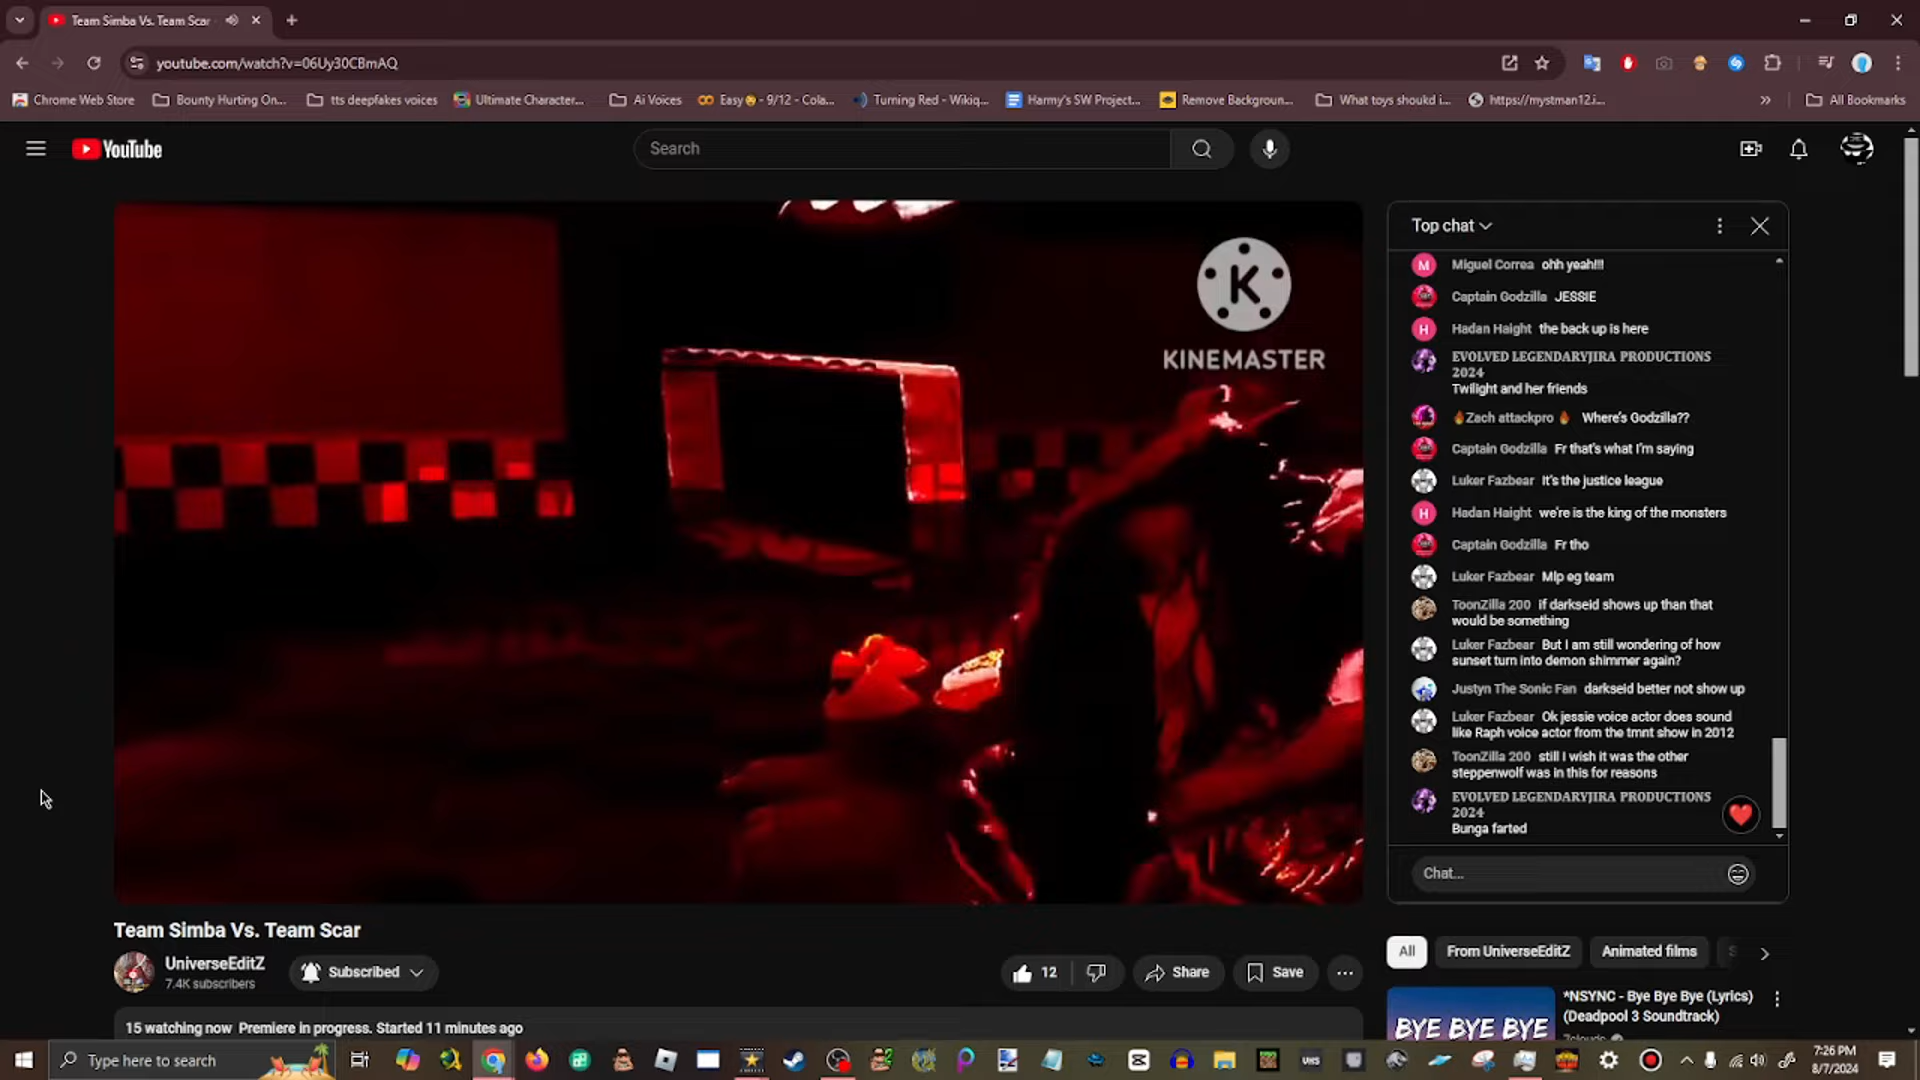 Team Simba Vs. Team Scar
youtube.com/watch?v=06Uy30CBmAQ
Chrome Web Store
Bounty Hurting On...
tts deepfakes voices
Ultimate Character...
Ai Voices
Easy - 9/12 - Cola...
Turning Red - Wikiq...
Harmy's SW Project...
Remove Backgroun...
What toys shoukd i...
https://mystman12.i...
All Bookmarks
YouTube
Search
K
KINEMASTER
Top chat
M Miguel Correa ohh yeah!!!
Captain Godzilla JESSIE
H Hadan Haight the back up is here
EVOLVED LEGENDARYJIRA PRODUCTIONS
2024
Twilight and her friends
🔥Zach attackpro🔥 Where's Godzilla??
Captain Godzilla Fr that's what I'm saying
Luker Fazbear It's the justice league
H Hadan Haight we're is the king of the monsters
Captain Godzilla Fr tho
Luker Fazbear Mlp eg team
ToonZilla 200 if darkseid shows up than that
would be something
Luker Fazbear But I am still wondering of how
sunset turn into demon shimmer again?
Justyn The Sonic Fan darkseid better not show up
Luker Fazbear Ok jessie voice actor does sound
like Raph voice actor from the tmnt show in 2012
ToonZilla 200 still I wish it was the other
steppenwolf was in this for reasons
EVOLVED LEGENDARYJIRA PRODUCTIONS
2024
Bunga farted
Chat...
Team Simba Vs. Team Scar
UniverseEditZ
7.4K subscribers
Subscribed
12
Share
Save
All
From UniverseEditZ
Animated films
*NSYNC - Bye Bye Bye (Lyrics)
(Deadpool 3 Soundtrack)
BYE BYE BYE
15 watching now Premiere in progress. Started 11 minutes ago
Type here to search
VHS
7:26 PM
8/7/2024